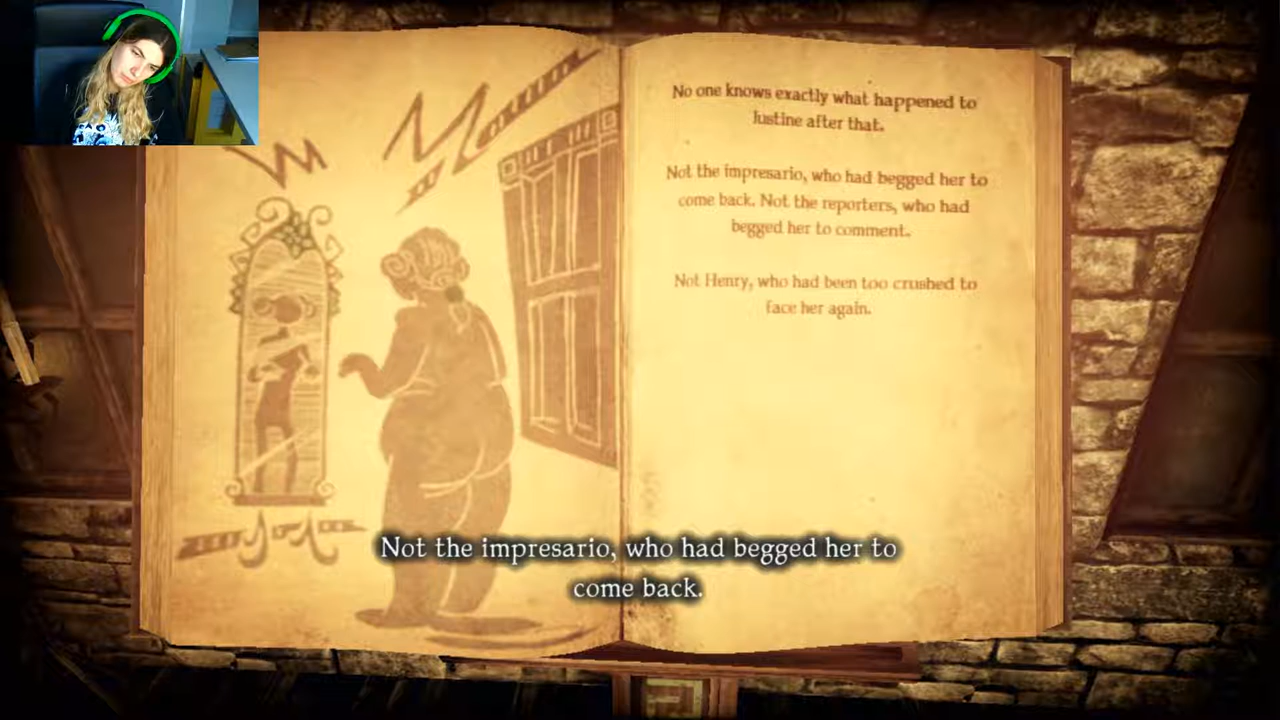 No one knows exactly what happened to
Justine after that.
Not the impresario, who had begged her to
come back. Not the reporters, who had
begged her to comment.
Not Henry, who had been too crushed to
face her again.
Not the impresario, who had begged her to
come back.